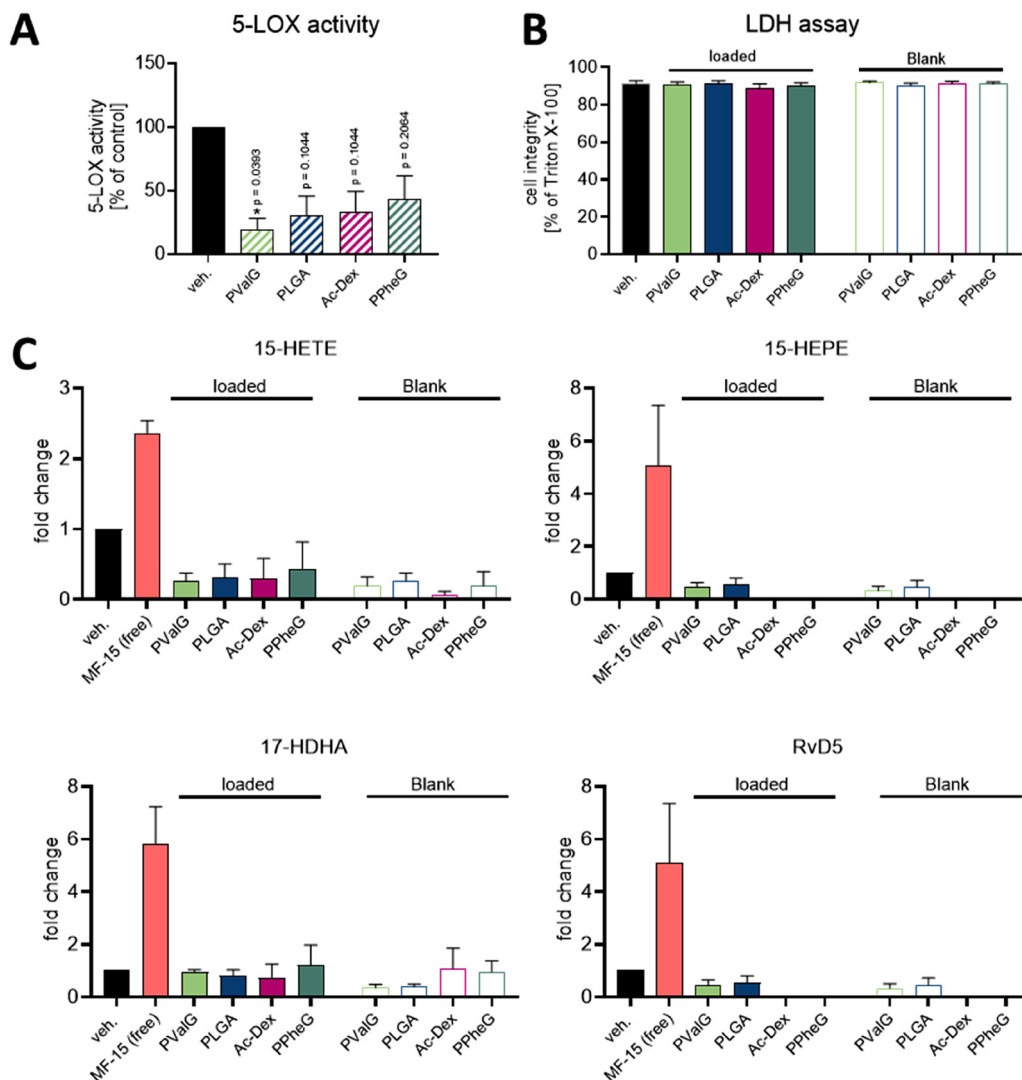 A
5-LOX activity
5-LOX activity
[% of control]
150
100
50
0
* p = 0.0393
p = 0.1044
p = 0.1044
p = 0.2064
veh.
PValG
PLGA
Ac-Dex
PPheG
B
LDH assay
loaded
Blank
cell integrity
[% of Triton X-100]
100
80
60
40
20
0
veh.
PValG
PLGA
Ac-Dex
PPheG
PValG
PLGA
Ac-Dex
PPheG
C
15-HETE
loaded
Blank
fold change
3
2
1
0
veh.
MF-15 (free)
PValG
PLGA
Ac-Dex
PPheG
PValG
PLGA
Ac-Dex
PPheG
15-HEPE
loaded
Blank
fold change
8
6
4
2
0
veh.
MF-15 (free)
PValG
PLGA
Ac-Dex
PPheG
PValG
PLGA
Ac-Dex
PPheG
17-HDHA
loaded
Blank
fold change
8
6
4
2
0
veh.
MF-15 (free)
PValG
PLGA
Ac-Dex
PPheG
PValG
PLGA
Ac-Dex
PPheG
RvD5
loaded
Blank
fold change
8
6
4
2
0
veh.
MF-15 (free)
PValG
PLGA
Ac-Dex
PPheG
PValG
PLGA
Ac-Dex
PPheG